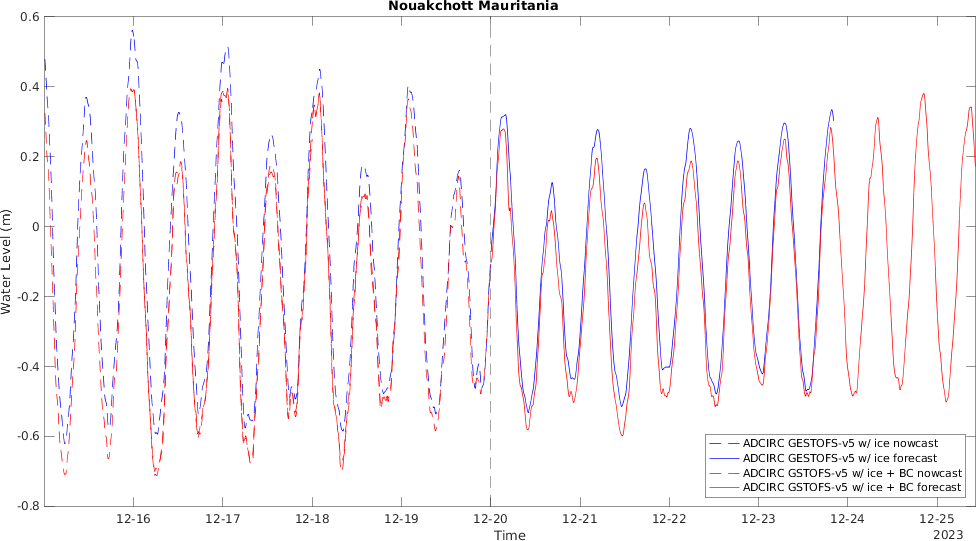 Nouakchott Mauritania
Water Level (m)
0.6
0.4
0.2
0
-0.2
-0.4
-0.6
-0.8
ADCIRC GESTOFS-v5 w/ ice nowcast
ADCIRC GESTOFS-v5 w/ ice forecast
ADCIRC GSTOFS-v5 w/ ice + BC nowcast
ADCIRC GSTOFS-v5 w/ ice + BC forecast
12-16 12-17 12-18 12-19 12-20 12-21 12-22 12-23 12-24 12-25
Time
2023